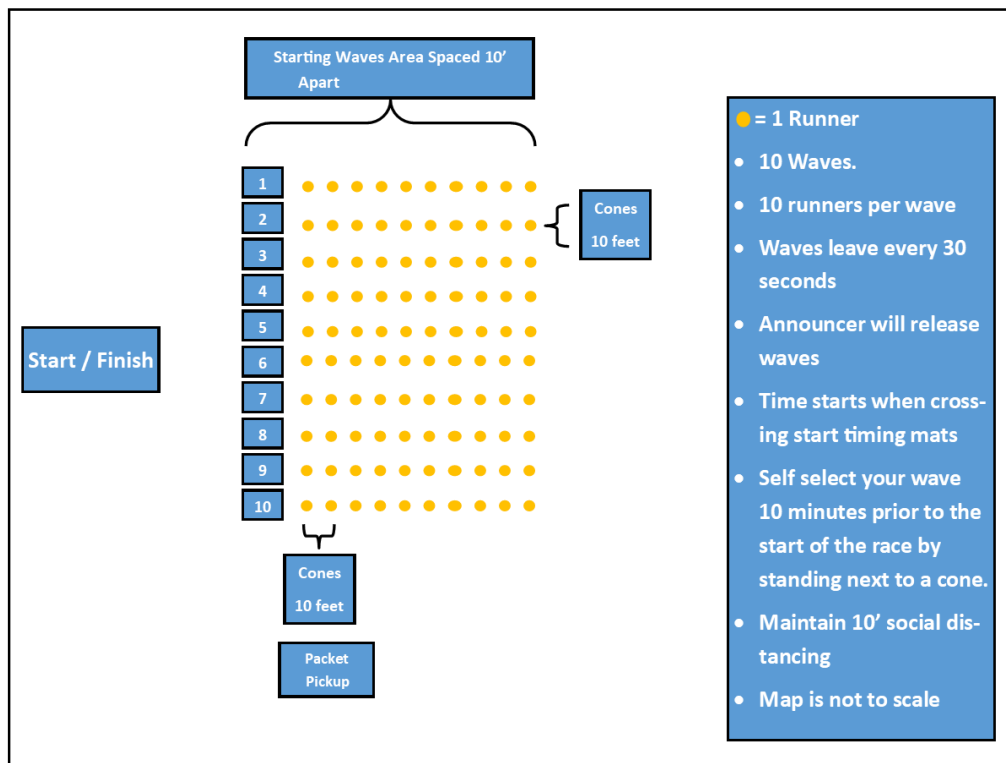 Starting Waves Area Spaced 10’
Apart
1
2
3
4
5
6
7
8
9
10
Cones
10 feet
Start / Finish
Cones
10 feet
Packet
Pickup
= 1 Runner
• 10 Waves.
• 10 runners per wave
• Waves leave every 30
seconds
• Announcer will release
waves
• Time starts when cross-
ing start timing mats
• Self select your wave
10 minutes prior to the
start of the race by
standing next to a cone.
• Maintain 10’ social dis-
tancing
• Map is not to scale